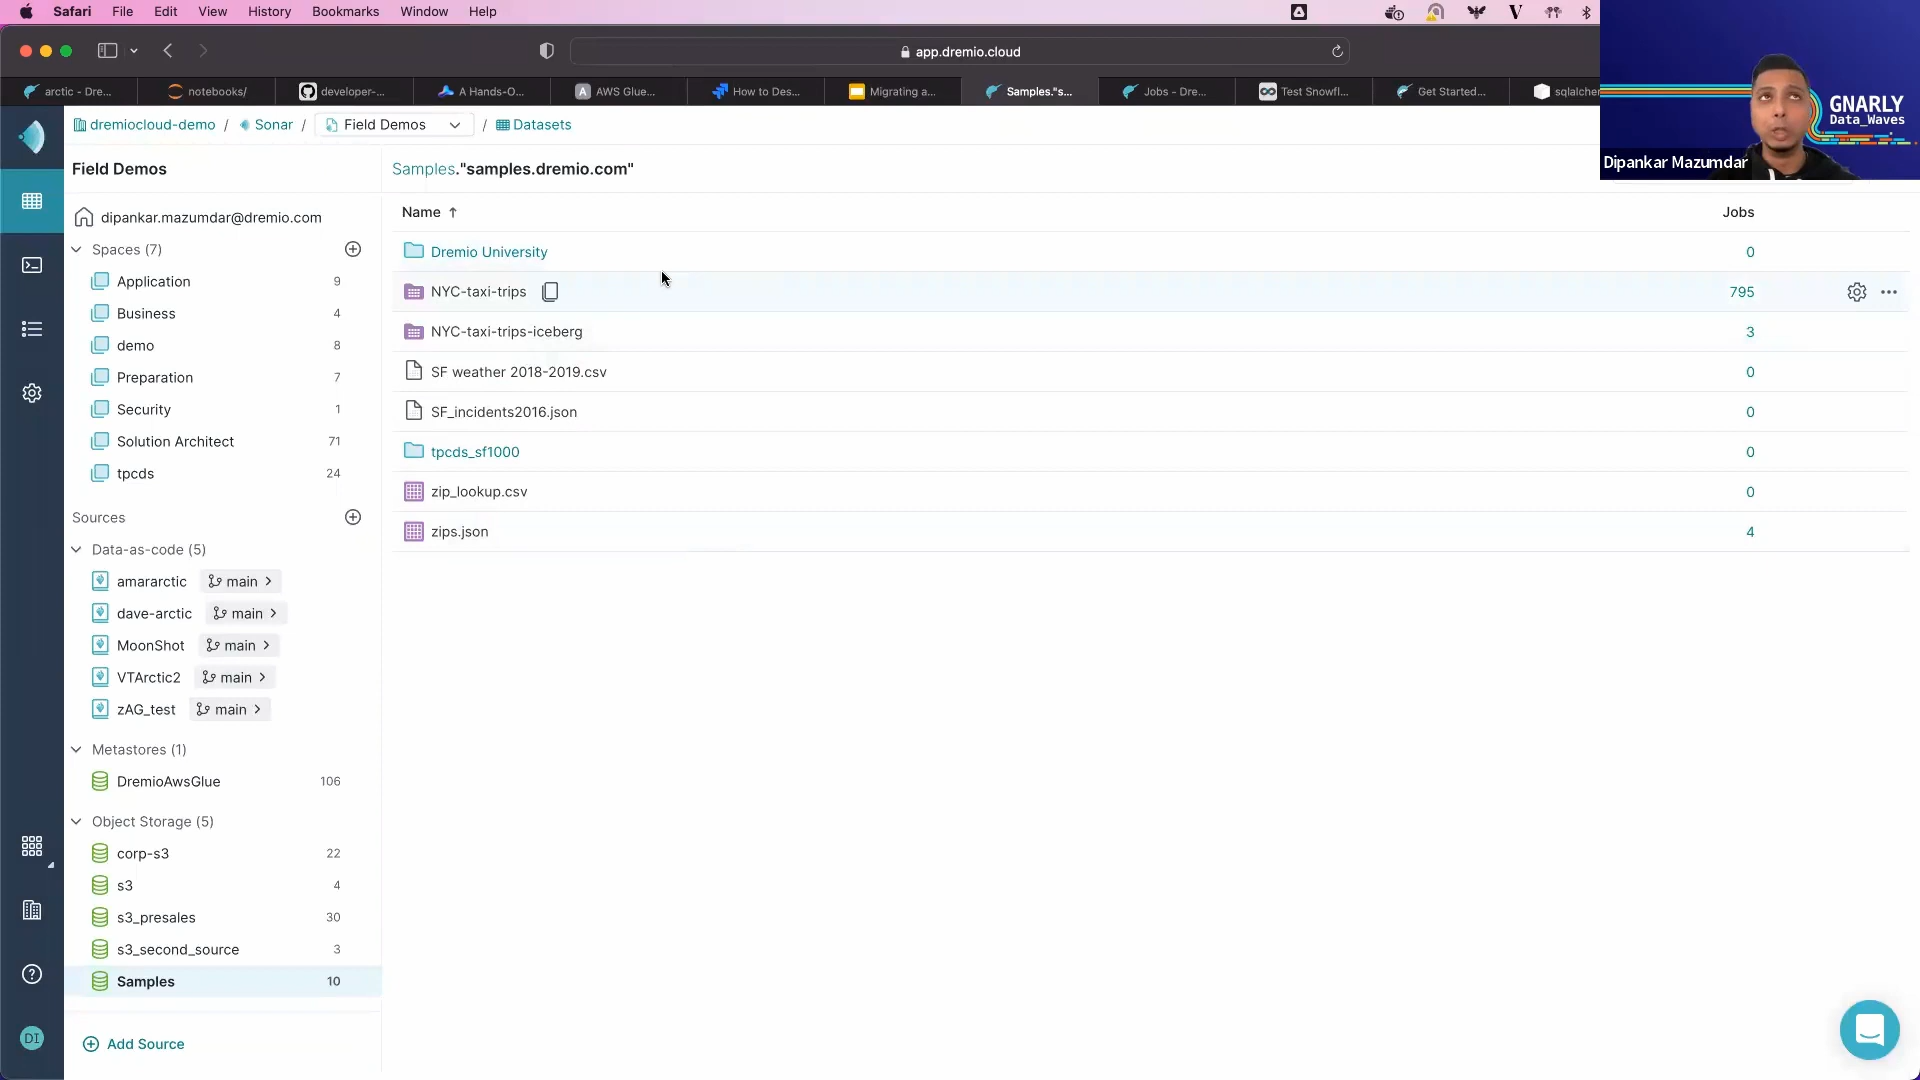 Safari File Edit View History Bookmarks Window Help
app.dremio.cloud
arctic - Dre...
notebooks/
developer-...
A Hands-O...
AWS Glue...
How to Des...
Migrating a...
Samples."s...
Jobs - Dre...
Test Snowfl...
Get Started...
sqlalcher
GNARLY
Data_Waves
Dipankar Mazumdar
dremiocloud-demo / Sonar / Field Demos / Datasets
Field Demos
Samples."samples.dremio.com"
dipankar.mazumdar@dremio.com
Spaces (7)
Application 9
Business 4
demo 8
Preparation 7
Security 1
Solution Architect 71
tpcds 24
Sources
Data-as-code (5)
amararctic main
dave-arctic main
MoonShot main
VTArctic2 main
zAG_test main
Metastores (1)
DremioAwsGlue 106
Object Storage (5)
corp-s3 22
s3 4
s3_presales 30
s3_second_source 3
Samples 10
Add Source
DI
Name Jobs
Dremio University 0
NYC-taxi-trips 795
NYC-taxi-trips-iceberg 3
SF weather 2018-2019.csv 0
SF_incidents2016.json 0
tpcds_sf1000 0
zip_lookup.csv 0
zips.json 4